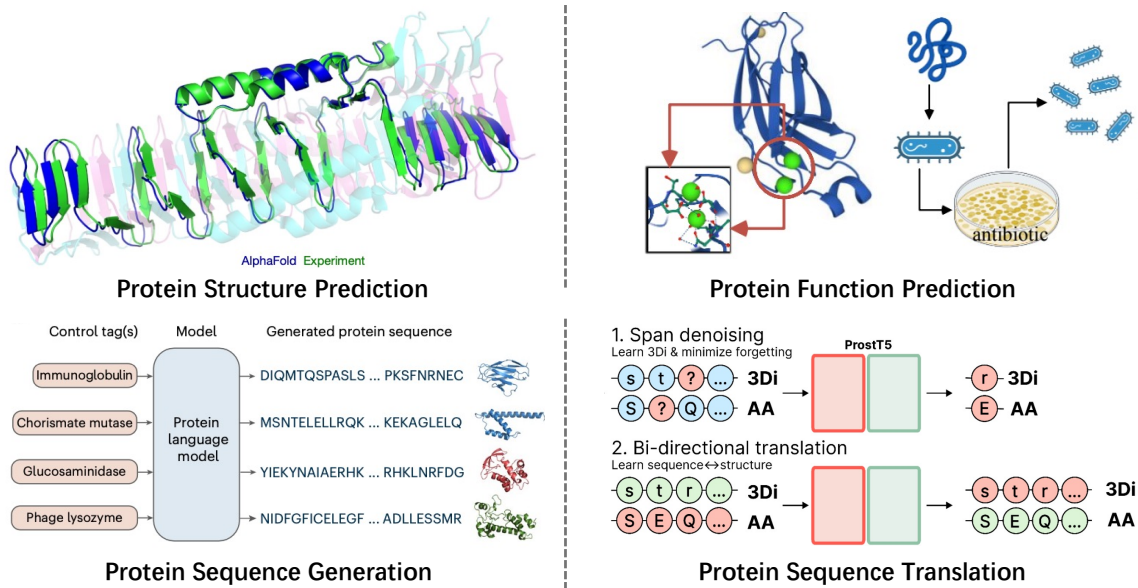 AlphaFold Experiment
Protein Structure Prediction
antibiotic
Protein Function Prediction
Control tag(s) Model Generated protein sequence
Immunoglobulin DIQMTQSPASLS ... PKSFNRNEC
Chorismate mutase MSNTELELLRQK ... KEKAGLELQ
Protein
language
model
Glucosaminidase YIEKYNAIAERHK ... RHKLNRFDG
Phage lysozyme NIDFGFICELEGF ... ADLLESSMR
Protein Sequence Generation
1. Span denoising
Learn 3Di & minimize forgetting
ProstT5
s t ? ... 3Di r 3Di
S ? Q ... AA E AA
2. Bi-directional translation
Learn sequence↔structure
s t r ... 3Di s t r ... 3Di
S E Q ... AA S E Q ... AA
Protein Sequence Translation